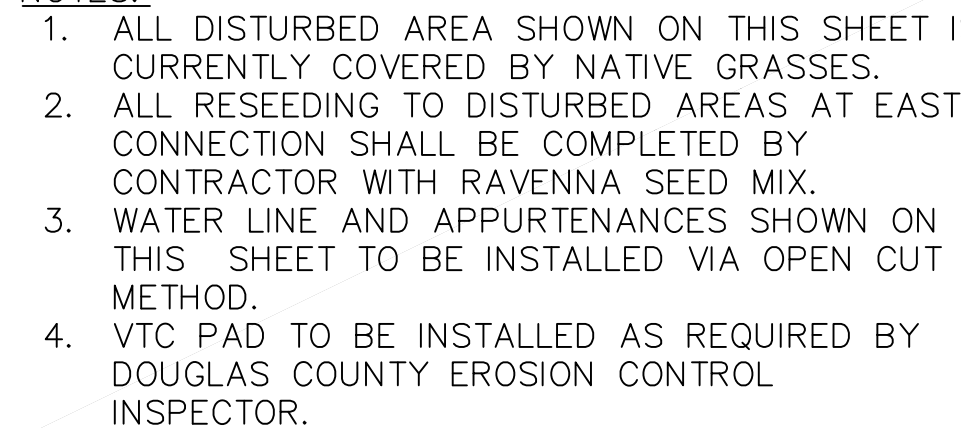 NOTES:
1. ALL DISTURBED AREA SHOWN ON THIS SHEET
CURRENTLY COVERED BY NATIVE GRASSES.
2. ALL RESEEDING TO DISTURBED AREAS AT EAST
CONNECTION SHALL BE COMPLETED BY
CONTRACTOR WITH RAVENNA SEED MIX.
3. WATER LINE AND APPURTENANCES SHOWN ON
THIS SHEET TO BE INSTALLED VIA OPEN CUT
METHOD.
4. VTC PAD TO BE INSTALLED AS REQUIRED BY
DOUGLAS COUNTY EROSION CONTROL
INSPECTOR.